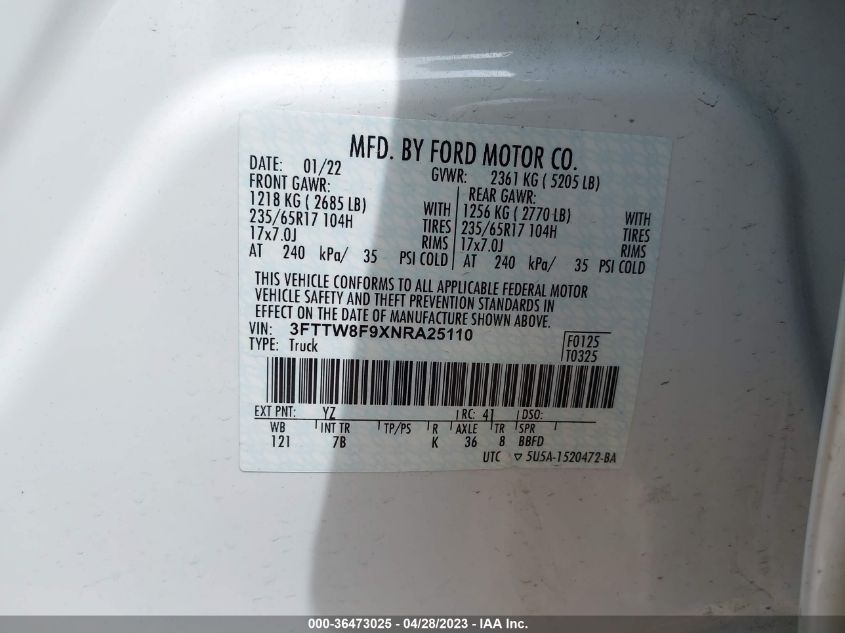 MFD. BY FORD MOTOR CO.
DATE: 01/22 GVWR: 2361 KG ( 5205 LB)
FRONT GAWR: REAR GAWR:
1218 KG ( 2685 LB) WITH 1256 KG ( 2770 LB) WITH
235/65R17 104H TIRES 235/65R17 104H TIRES
17x7.0J RIMS 17x7.0J RIMS
AT 240 kPa/ 35 PSI COLD AT 240 kPa/ 35 PSI COLD
THIS VEHICLE CONFORMS TO ALL APPLICABLE FEDERAL MOTOR
VEHICLE SAFETY AND THEFT PREVENTION STANDARDS IN
EFFECT ON THE DATE OF MANUFACTURE SHOWN ABOVE.
VIN: 3FTTW8F9XNRA25110 F0125
TYPE: Truck T0325
EXT PNT: YZ RC: 41 DSO:
WB INT TR TP/PS R AXLE TR SPR
121 7B K 36 8 BBFD
UTC ▽ 5U5A-1520472-BA
000-36473025 - 04/28/2023 - IAA Inc.